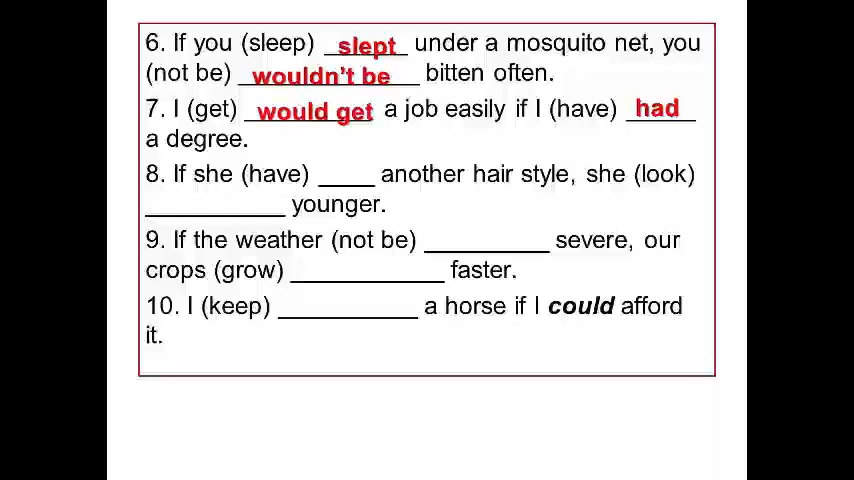 6. If you (sleep) slept under a mosquito net, you
(not be) wouldn't be bitten often.
7. I (get) would get a job easily if I (have) had
a degree.
8. If she (have) ____ another hair style, she (look)
__________ younger.
9. If the weather (not be) _________ severe, our
crops (grow) ___________ faster.
10. I (keep) __________ a horse if I could afford
it.